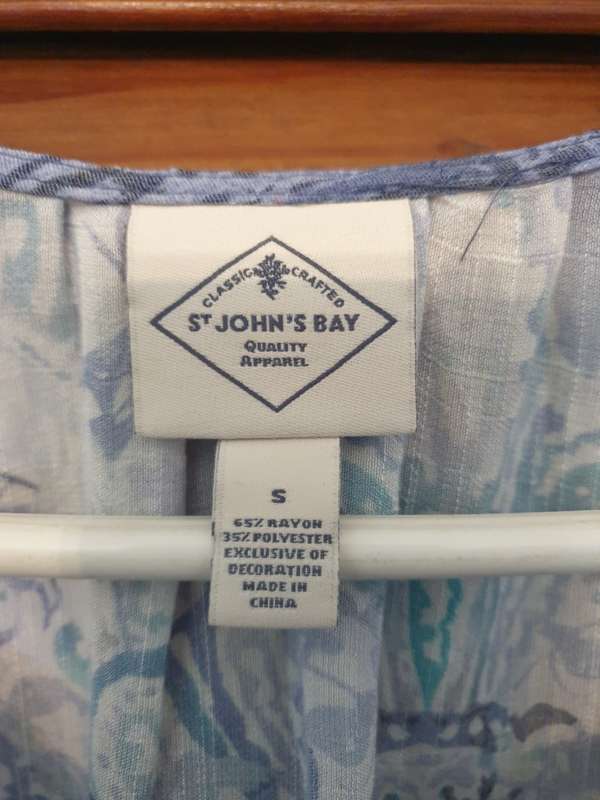 CLASSIC CRAFTED
ST JOHN'S BAY
QUALITY
APPAREL
S
65% RAYON
35% POLYESTER
EXCLUSIVE OF
DECORATION
MADE IN
CHINA